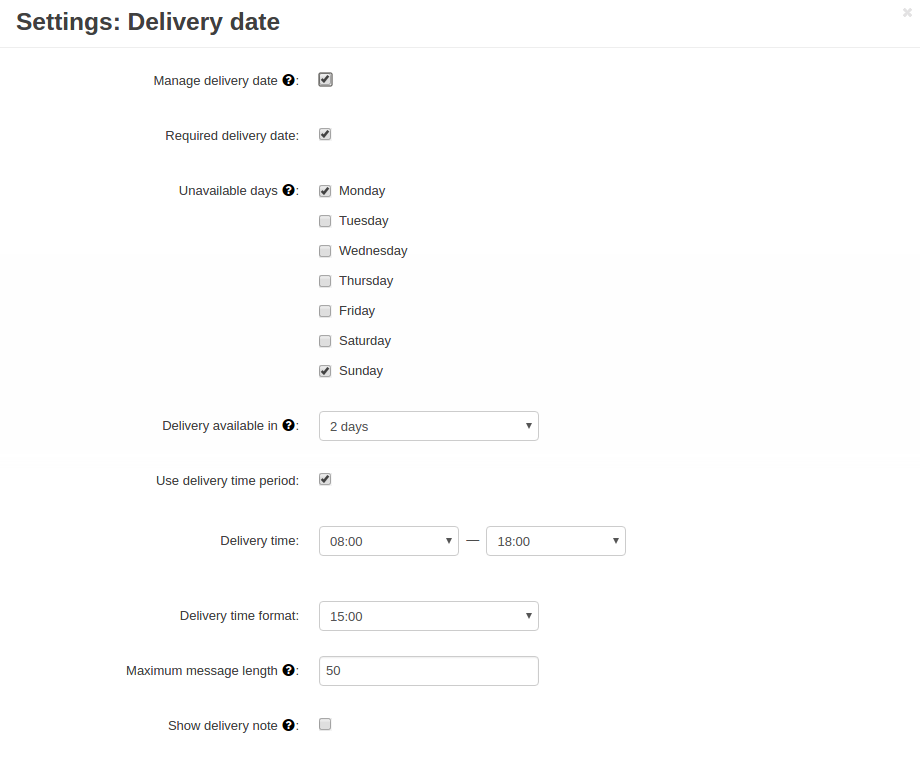 Settings: Delivery date
Manage delivery date ?:
Required delivery date:
Unavailable days ?: Monday
Tuesday
Wednesday
Thursday
Friday
Saturday
Sunday
Delivery available in ?: 2 days
Use delivery time period:
Delivery time: 08:00 — 18:00
Delivery time format: 15:00
Maximum message length ?: 50
Show delivery note ?: